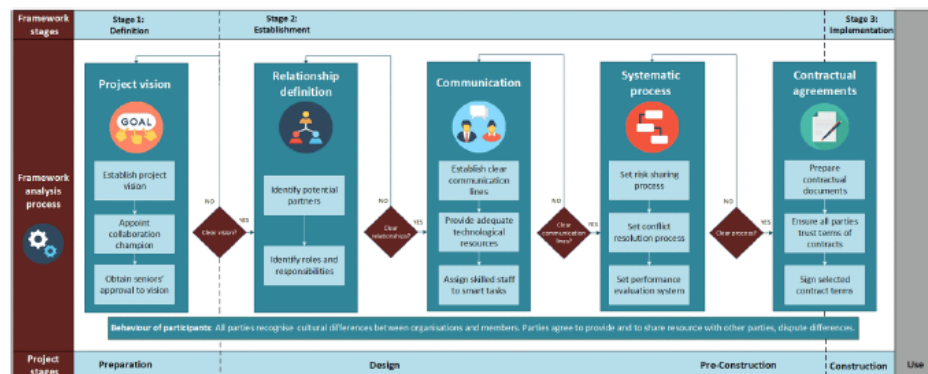 Framework
stages
Stage 1:
Definition
Stage 2:
Establishment
Stage 3:
Implementation
Framework
analysis
process
Project vision
GOAL
Establish project
vision
Appoint
collaboration
champion
Obtain seniors'
approval to vision
NO
Clear vision?
YES
Relationship
definition
Identify potential
partners
Identify roles and
responsibilities
NO
Clear relationships?
YES
Communication
Establish clear
communication
lines
Provide adequate
technological
resources
Assign skilled staff
to smart tasks
NO
Clear
communication
lines?
YES
Systematic
process
Set risk sharing
process
Set conflict
resolution process
Set performance
evaluation system
NO
Clear process?
YES
Contractual
agreements
Prepare
contractual
documents
Ensure all parties
trust terms of
contracts
Sign selected
contract terms
Behaviour of participants: All parties recognise cultural differences between organisations and members. Parties agree to provide and to share resource with other parties, dispute differences.
Project
stages
Preparation
Design
Pre-Construction
Construction
Use